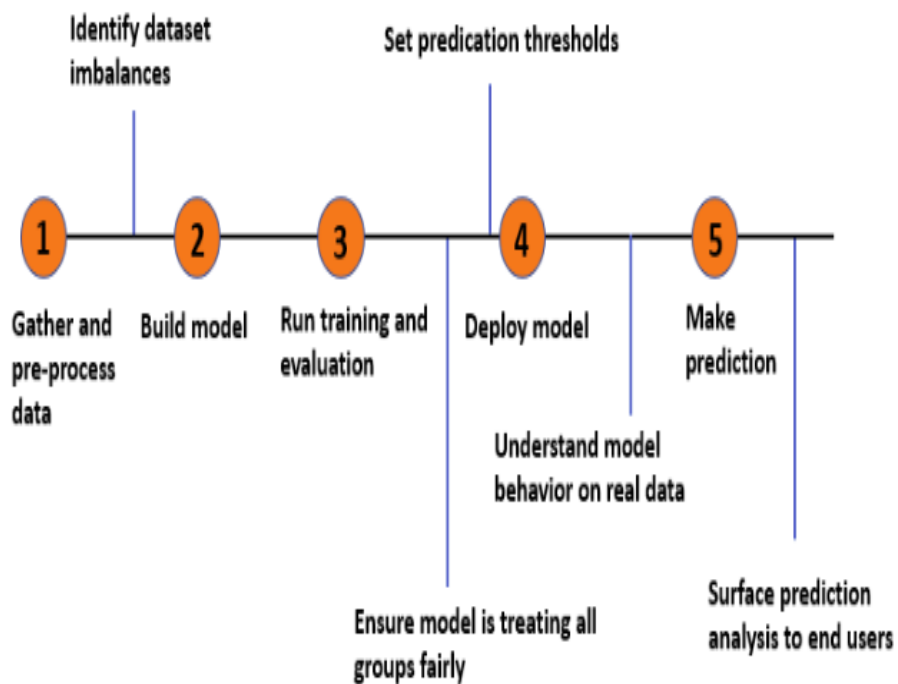 Identify dataset
imbalances
Set predication thresholds
1
2
3
4
5
Gather and
pre-process
data
Build model
Run training and
evaluation
Deploy model
Make
prediction
Understand model
behavior on real data
Ensure model is treating all
groups fairly
Surface prediction
analysis to end users